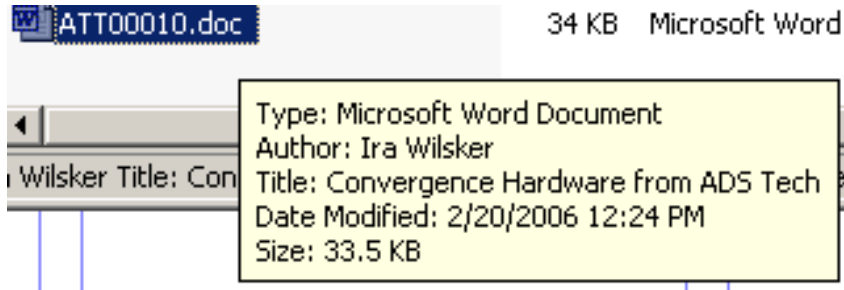 ATT00010.doc 34 KB Microsoft Word
Type: Microsoft Word Document
Author: Ira Wilsker
Wilsker Title: Con
Title: Convergence Hardware from ADS Tech
Date Modified: 2/20/2006 12:24 PM
Size: 33.5 KB